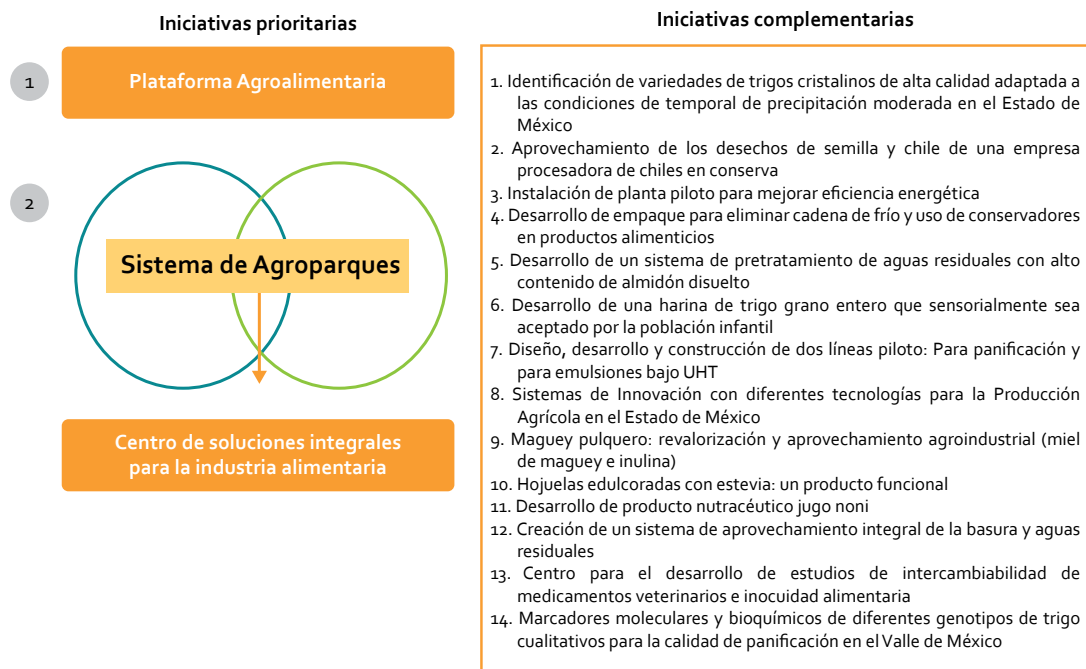 Iniciativas prioritarias
1
Plataforma Agroalimentaria
2
Sistema de Agroparques
Centro de soluciones integrales
para la industria alimentaria
Iniciativas complementarias
1. Identificación de variedades de trigos cristalinos de alta calidad adaptada a
las condiciones de temporal de precipitación moderada en el Estado de
México
2. Aprovechamiento de los desechos de semilla y chile de una empresa
procesadora de chiles en conserva
3. Instalación de planta piloto para mejorar eficiencia energética
4. Desarrollo de empaque para eliminar cadena de frío y uso de conservadores
en productos alimenticios
5. Desarrollo de un sistema de pretratamiento de aguas residuales con alto
contenido de almidón disuelto
6. Desarrollo de una harina de trigo grano entero que sensorialmente sea
aceptado por la población infantil
7. Diseño, desarrollo y construcción de dos líneas piloto: Para panificación y
para emulsiones bajo UHT
8. Sistemas de Innovación con diferentes tecnologías para la Producción
Agrícola en el Estado de México
9. Maguey pulquero: revalorización y aprovechamiento agroindustrial (miel
de maguey e inulina)
10. Hojuelas edulcoradas con estevia: un producto funcional
11. Desarrollo de producto nutracéutico jugo noni
12. Creación de un sistema de aprovechamiento integral de la basura y aguas
residuales
13. Centro para el desarrollo de estudios de intercambiabilidad de
medicamentos veterinarios e inocuidad alimentaria
14. Marcadores moleculares y bioquímicos de diferentes genotipos de trigo
cualitativos para la calidad de panificación en el Valle de México